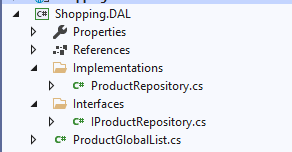 C# Shopping.DAL
Properties
References
Implementations
C# ProductRepository.cs
Interfaces
C# IProductRepository.cs
C# ProductGlobalList.cs